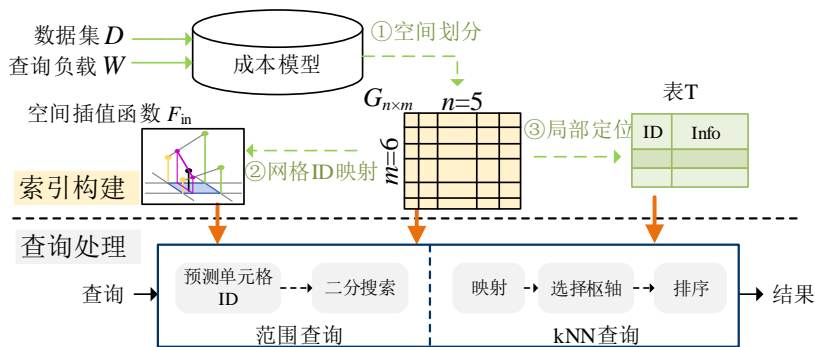 数据集 D
查询负载 W
成本模型
①空间划分
G n×m
n=5
m=6
空间插值函数 F in
②网格ID映射
③局部定位
表T
ID Info
索引构建
查询处理
查询
预测单元格
ID
二分搜索
范围查询
映射
选择枢轴
排序
kNN查询
结果